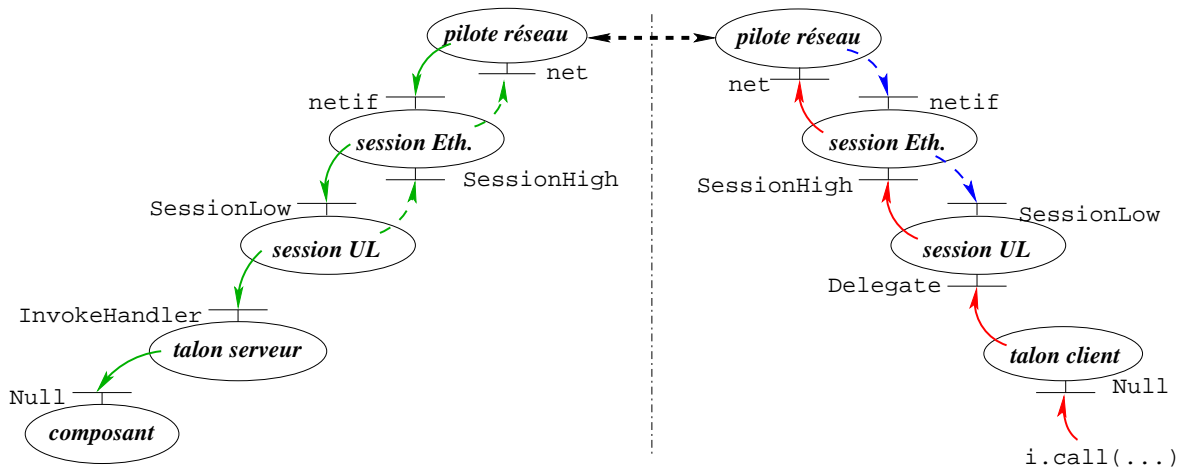 pilote réseau
net
netif
session Eth.
SessionHigh
SessionLow
session UL
InvokeHandler
talon serveur
Null
composant
pilote réseau
net
netif
session Eth.
SessionHigh
SessionLow
session UL
Delegate
talon client
Null
i.call(...)